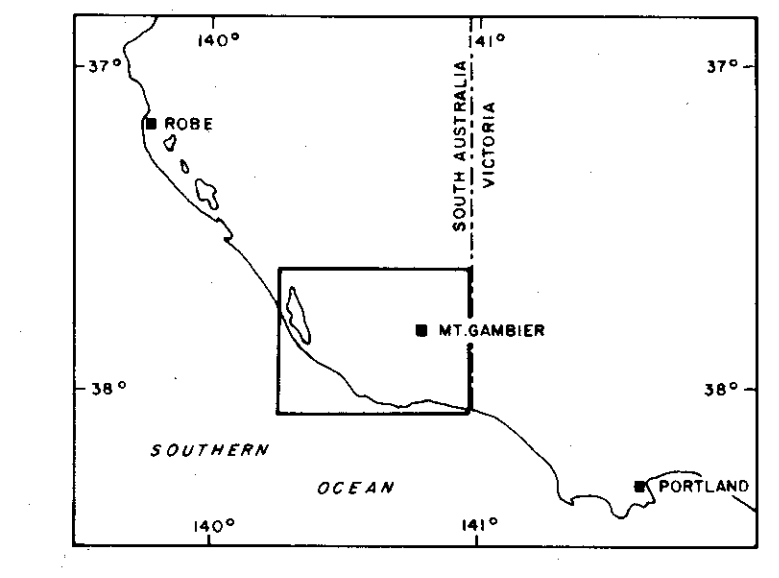 140°
141°
37°
37°
ROBE
SOUTH AUSTRALIA
VICTORIA
MT. GAMBIER
38°
38°
SOUTHERN
OCEAN
PORTLAND
140°
141°